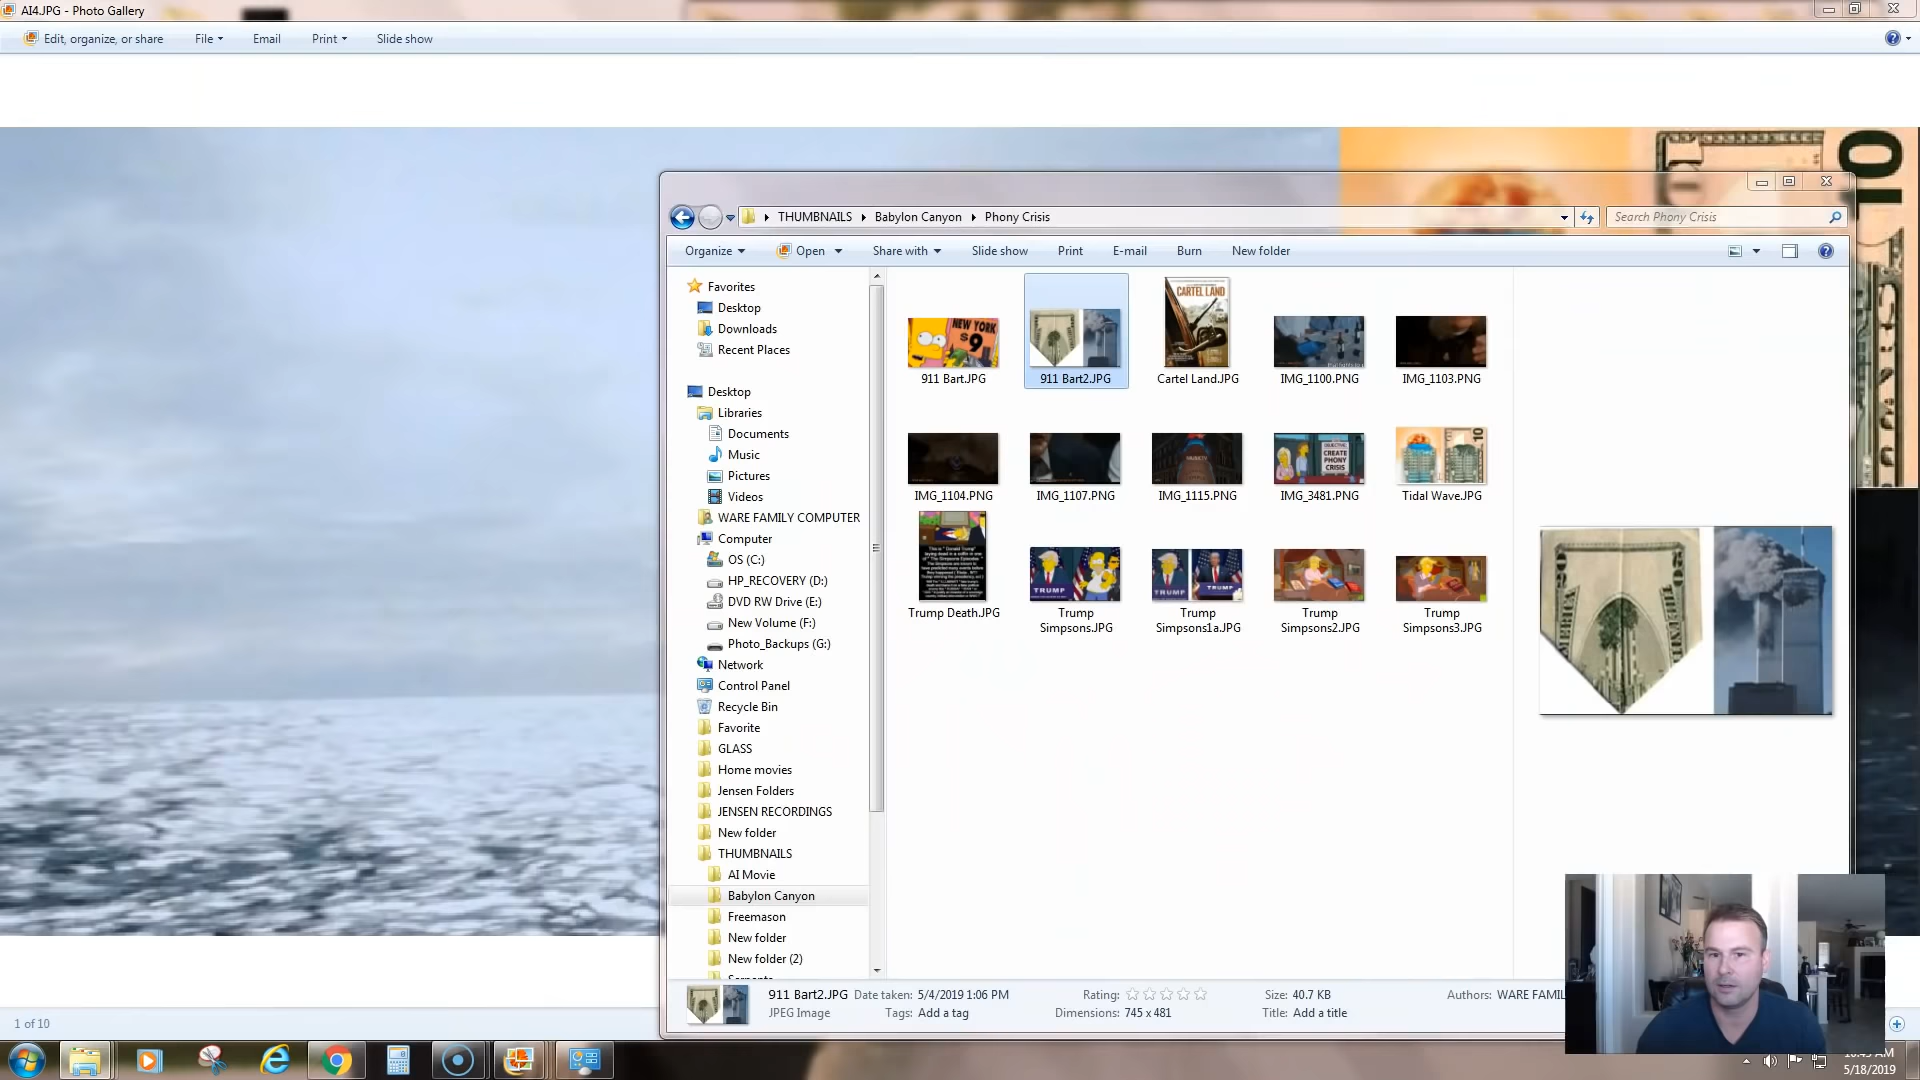 AI4.JPG - Photo Gallery
Edit, organize, or share
File
Email
Print
Slide show
THUMBNAILS
Babylon Canyon
Phony Crisis
Search Phony Crisis
Organize
Open
Share with
Slide show
Print
E-mail
Burn
New folder
Favorites
Desktop
Downloads
Recent Places
Desktop
Libraries
Documents
Music
Pictures
Videos
WARE FAMILY COMPUTER
Computer
OS (C:)
HP_RECOVERY (D:)
DVD RW Drive (E:)
New Volume (F:)
Photo_Backups (G:)
Network
Control Panel
Recycle Bin
Favorite
GLASS
Home movies
Jensen Folders
JENSEN RECORDINGS
New folder
THUMBNAILS
AI Movie
Babylon Canyon
Freemason
New folder
New folder (2)
NEW YORK
$9
CARTEL LAND
911 Bart.JPG
911 Bart2.JPG
Cartel Land.JPG
IMG_1100.PNG
IMG_1103.PNG
CREATE
PHONY
CRISIS
10
IMG_1104.PNG
IMG_1107.PNG
IMG_1115.PNG
IMG_3481.PNG
Tidal Wave.JPG
TRUMP
TRUMP
TRUMP
Trump Death.JPG
Trump
Simpsons.JPG
Trump
Simpsons1a.JPG
Trump
Simpsons2.JPG
Trump
Simpsons3.JPG
10
911 Bart2.JPG
Date taken: 5/4/2019 1:06 PM
Rating:
Size: 40.7 KB
Authors: WARE FAMIL
JPEG Image
Tags: Add a tag
Dimensions: 745 x 481
Title: Add a title
1 of 10
5/18/2019